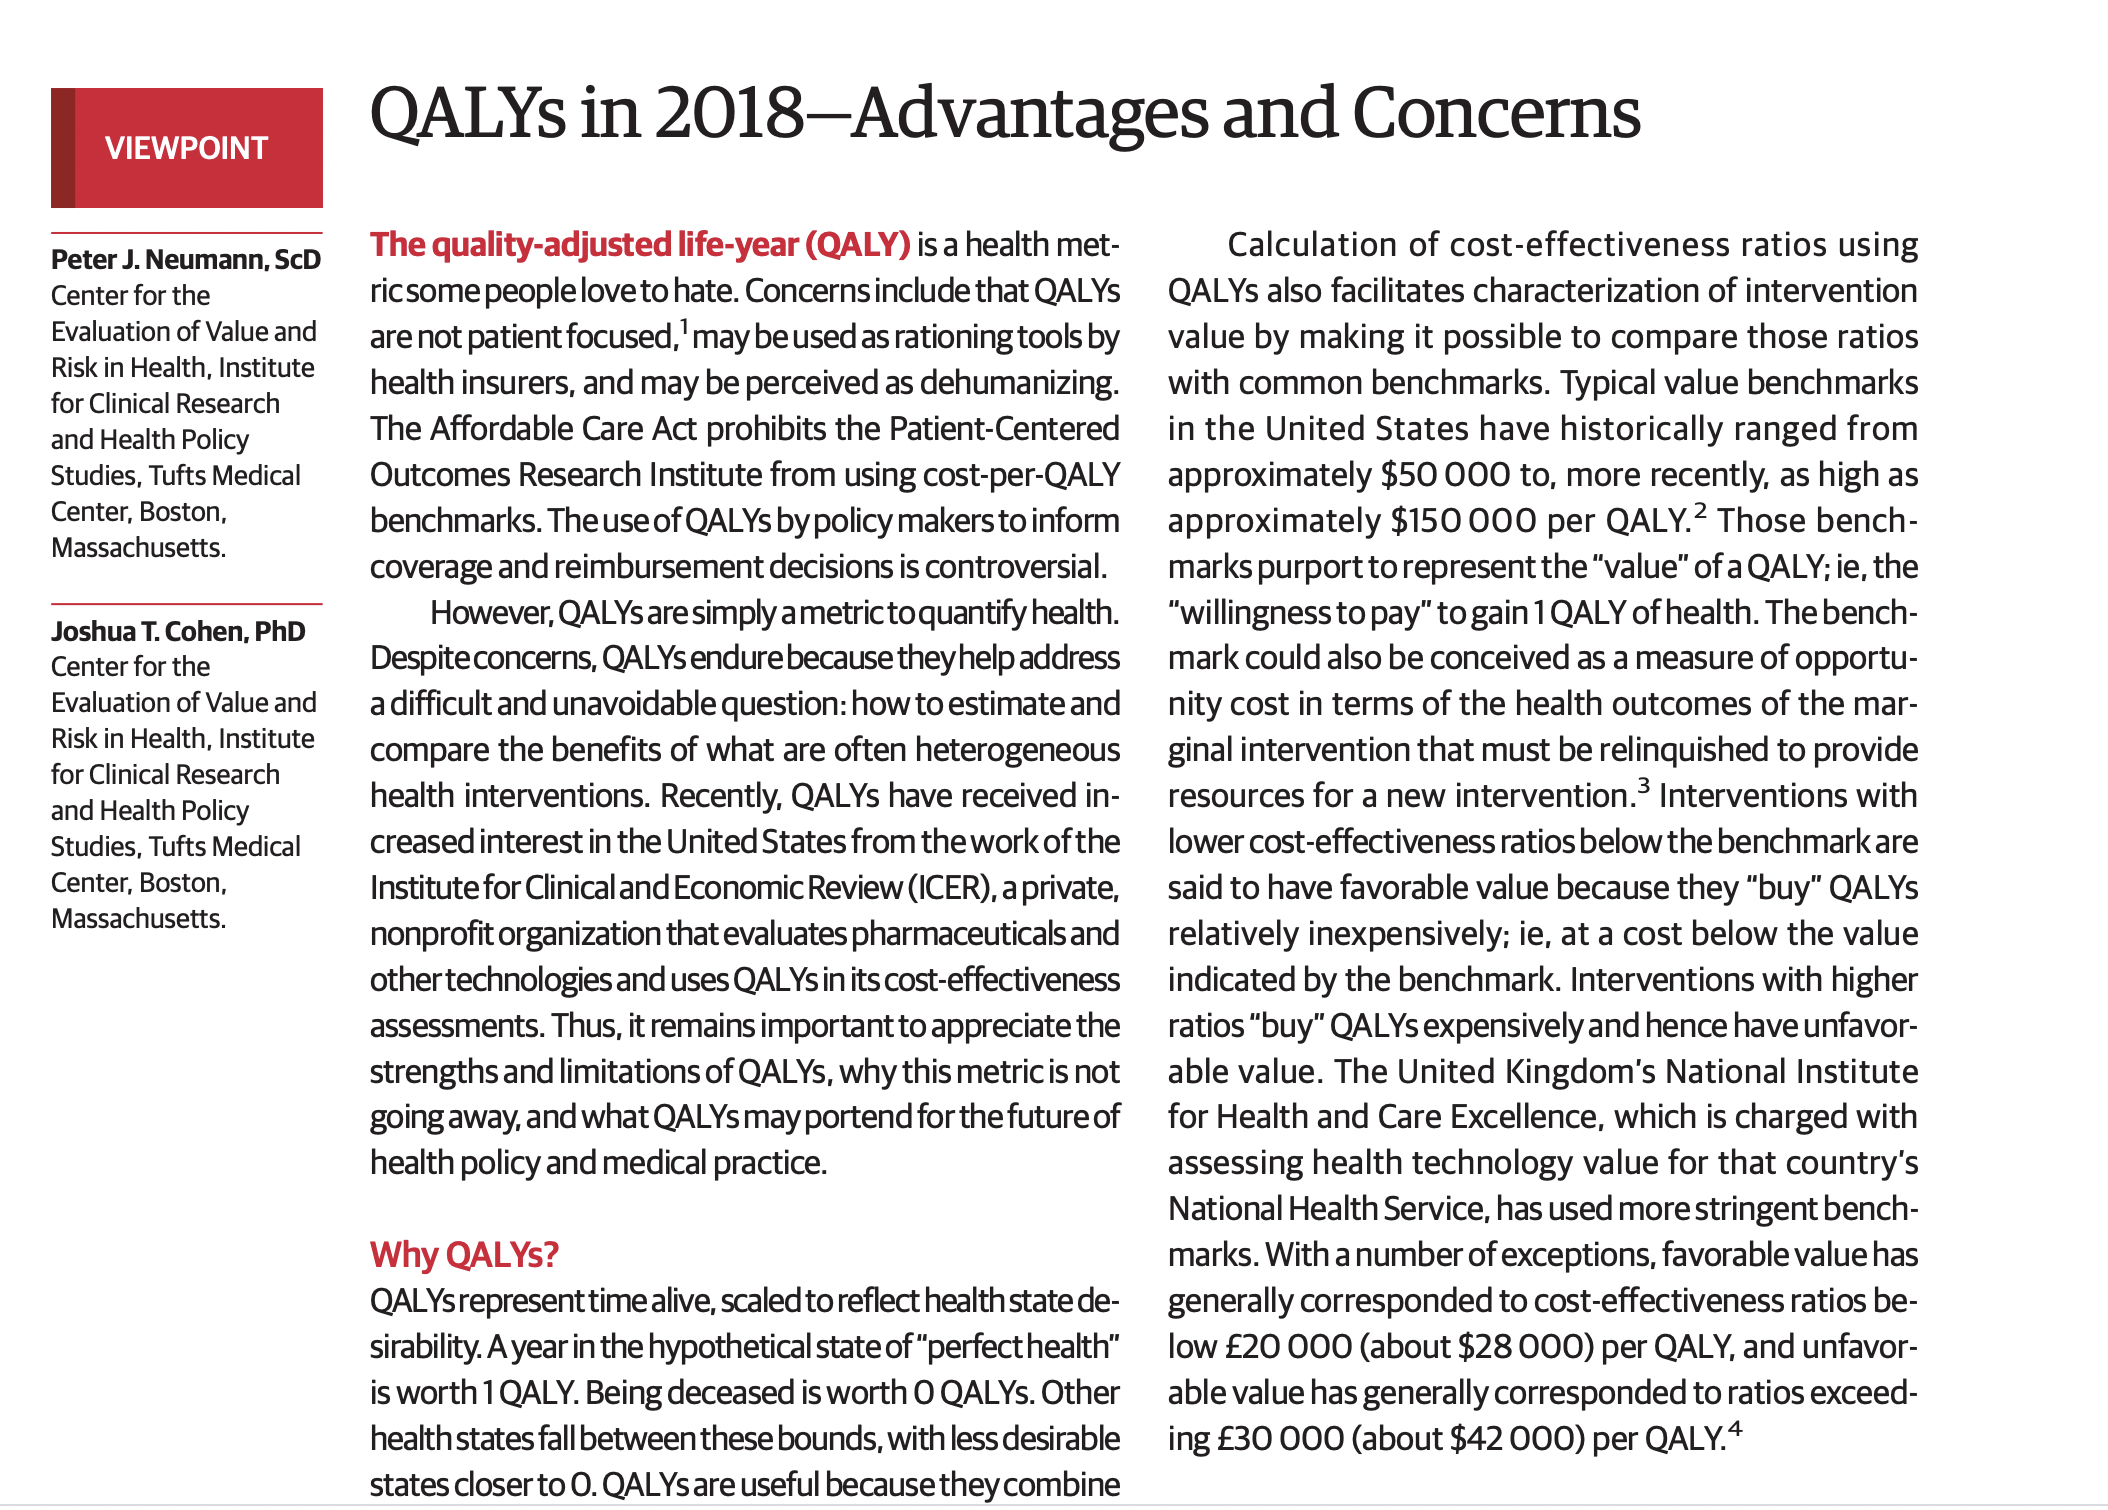 QALYs in 2018—Advantages and Concerns
VIEWPOINT
Peter J. Neumann, ScD
Center for the
Evaluation of Value and
Risk in Health, Institute
for Clinical Research
and Health Policy
Studies, Tufts Medical
Center, Boston,
Massachusetts.
Joshua T. Cohen, PhD
Center for the
Evaluation of Value and
Risk in Health, Institute
for Clinical Research
and Health Policy
Studies, Tufts Medical
Center, Boston,
Massachusetts.
The quality-adjusted life-year (QALY) is a health met-
ric some people love to hate. Concerns include that QALYs
are not patient focused,¹ may be used as rationing tools by
health insurers, and may be perceived as dehumanizing.
The Affordable Care Act prohibits the Patient-Centered
Outcomes Research Institute from using cost-per-QALY
benchmarks. The use of QALYs by policy makers to inform
coverage and reimbursement decisions is controversial.
However, QALYs are simply a metric to quantify health.
Despite concerns, QALYs endure because they help address
a difficult and unavoidable question: how to estimate and
compare the benefits of what are often heterogeneous
health interventions. Recently, QALYs have received in-
creased interest in the United States from the work of the
Institute for Clinical and Economic Review (ICER), a private,
nonprofit organization that evaluates pharmaceuticals and
other technologies and uses QALYs in its cost-effectiveness
assessments. Thus, it remains important to appreciate the
strengths and limitations of QALYs, why this metric is not
going away, and what QALYs may portend for the future of
health policy and medical practice.
Why QALYs?
QALYs represent time alive, scaled to reflect health state de-
sirability. A year in the hypothetical state of “perfect health”
is worth 1 QALY. Being deceased is worth 0 QALYs. Other
health states fall between these bounds, with less desirable
states closer to 0. QALYs are useful because they combine
Calculation of cost-effectiveness ratios using
QALYs also facilitates characterization of intervention
value by making it possible to compare those ratios
with common benchmarks. Typical value benchmarks
in the United States have historically ranged from
approximately $50 000 to, more recently, as high as
approximately $150 000 per QALY.² Those bench-
marks purport to represent the “value” of a QALY; ie, the
“willingness to pay” to gain 1 QALY of health. The bench-
mark could also be conceived as a measure of opportu-
nity cost in terms of the health outcomes of the mar-
ginal intervention that must be relinquished to provide
resources for a new intervention.³ Interventions with
lower cost-effectiveness ratios below the benchmark are
said to have favorable value because they “buy” QALYs
relatively inexpensively; ie, at a cost below the value
indicated by the benchmark. Interventions with higher
ratios “buy” QALYs expensively and hence have unfavor-
able value. The United Kingdom’s National Institute
for Health and Care Excellence, which is charged with
assessing health technology value for that country’s
National Health Service, has used more stringent bench-
marks. With a number of exceptions, favorable value has
generally corresponded to cost-effectiveness ratios be-
low £20 000 (about $28 000) per QALY, and unfavor-
able value has generally corresponded to ratios exceed-
ing £30 000 (about $42 000) per QALY.⁴